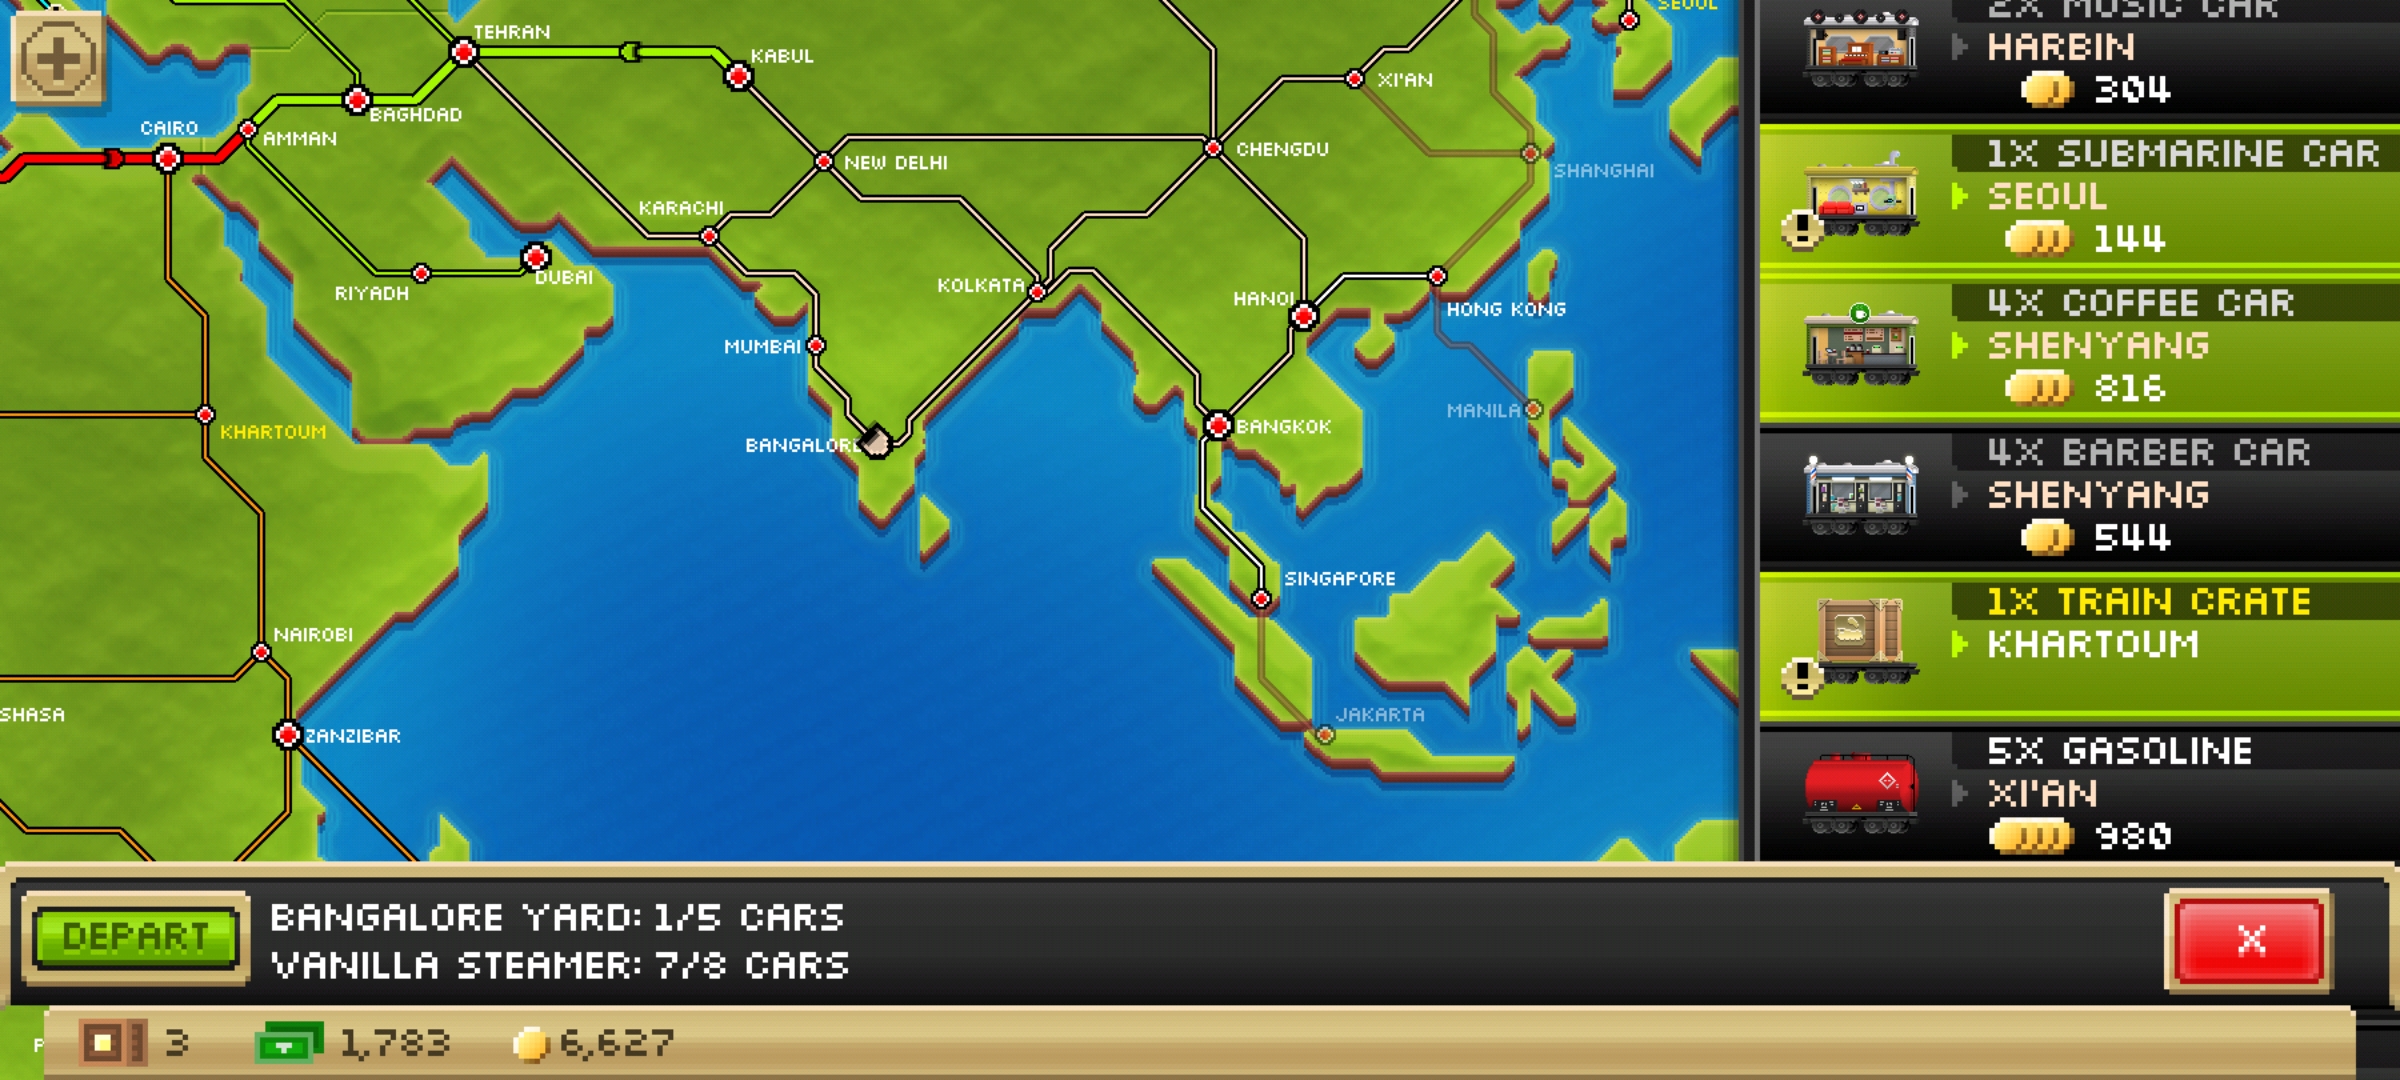 SEOUL
TEHRAN
KABUL
XI'AN
BAGHDAD
CAIRO
AMMAN
NEW DELHI
CHENGDU
SHANGHAI
KARACHI
DUBAI
RIYADH
KOLKATA
HANOI
HONG KONG
MUMBAI
MANILA
KHARTOUM
BANGALORE
BANGKOK
SINGAPORE
NAIROBI
SHASA
JAKARTA
ZANZIBAR
2X MUSIC CAR
HARBIN
304
1X SUBMARINE CAR
SEOUL
144
4X COFFEE CAR
SHENYANG
816
4X BARBER CAR
SHENYANG
544
1X TRAIN CRATE
KHARTOUM
5X GASOLINE
XI'AN
980
DEPART
BANGALORE YARD: 1/5 CARS
VANILLA STEAMER: 7/8 CARS
X
P
3
1,783
6,627